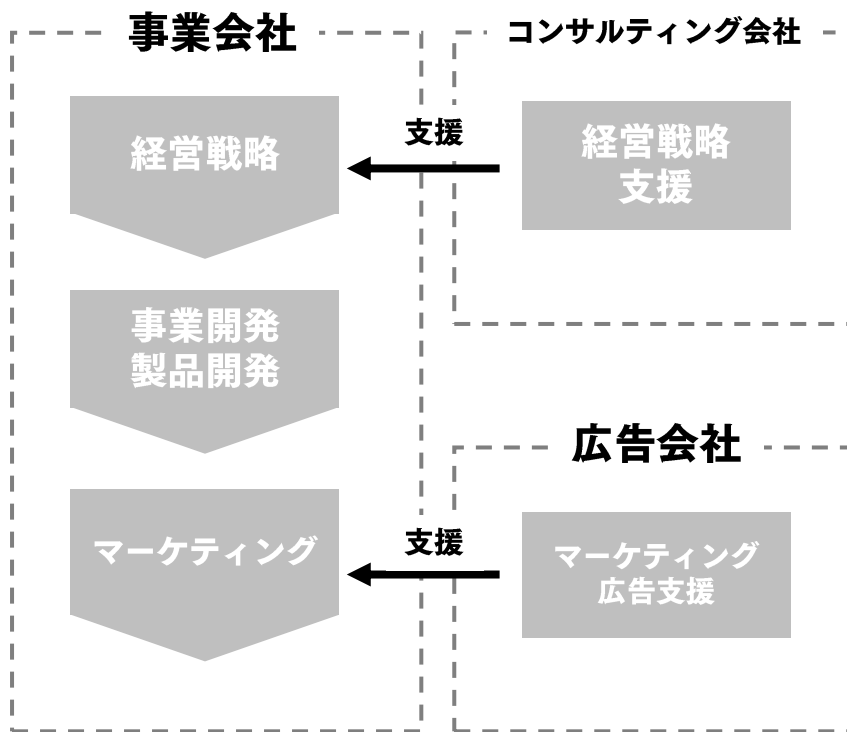 事業会社
経営戦略
事業開発
製品開発
マーケティング
コンサルティング会社
支援
経営戦略
支援
広告会社
支援
マーケティング
広告支援